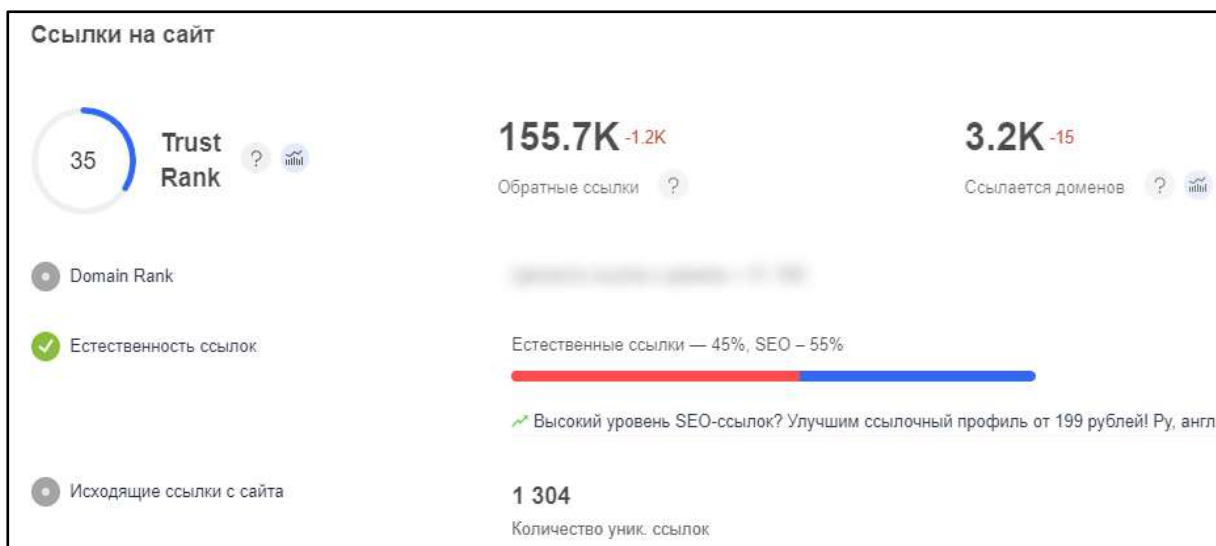 Ссылки на сайт
35
Trust
Rank
?
155.7K -1.2K
Обратные ссылки ?
3.2K -15
Ссылается доменов ?
Domain Rank
Естественность ссылок
Естественные ссылки — 45%, SEO – 55%
Высокий уровень SEO-ссылок? Улучшим ссылочный профиль от 199 рублей! Ру, англ
Исходящие ссылки с сайта
1 304
Количество уник. ссылок